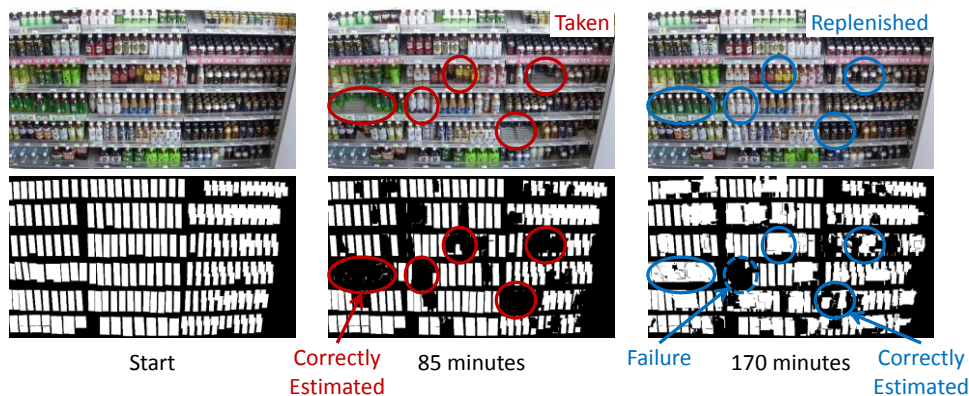 Taken
Replenished
Start
Correctly
Estimated
85 minutes
Failure
170 minutes
Correctly
Estimated